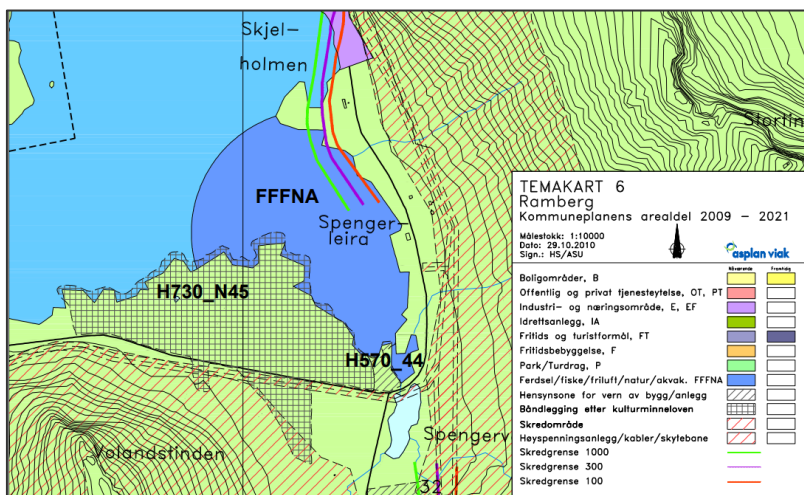 Skjel-
holmen
Stortin
FFFNA
Spenger-
leira
H730_N45
H570_44
Volandstinden
Spengerv
32
TEMAKART 6
Ramberg
Kommuneplanens arealdel 2009 - 2021
Målestokk: 1:10000
Dato: 29.10.2010
Sign.: HS/ASU
asplan viak
Nåværende Framtidig
Boligområder, B
Offentlig og privat tjenesteytelse, OT, PT
Industri- og næringsområde, E, EF
Idrettsanlegg, IA
Fritids og turistformål, FT
Fritidsbebyggelse, F
Park/Turdrag, P
Ferdsel/fiske/friluft/natur/akvak. FFFNA
Hensynsone for vern av bygg/anlegg
Båndlegging etter kulturminneloven
Skredområde
Høyspenningsanlegg/kabler/skytebane
Skredgrense 1000
Skredgrense 300
Skredgrense 100